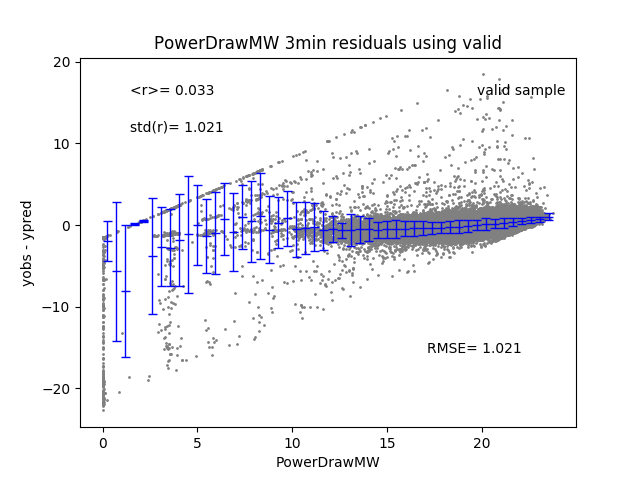 PowerDrawMW 3min residuals using valid
<r>= 0.033
valid sample
std(r)= 1.021
RMSE= 1.021
yobs - ypred
20
10
0
−10
−20
0 5 10 15 20
PowerDrawMW